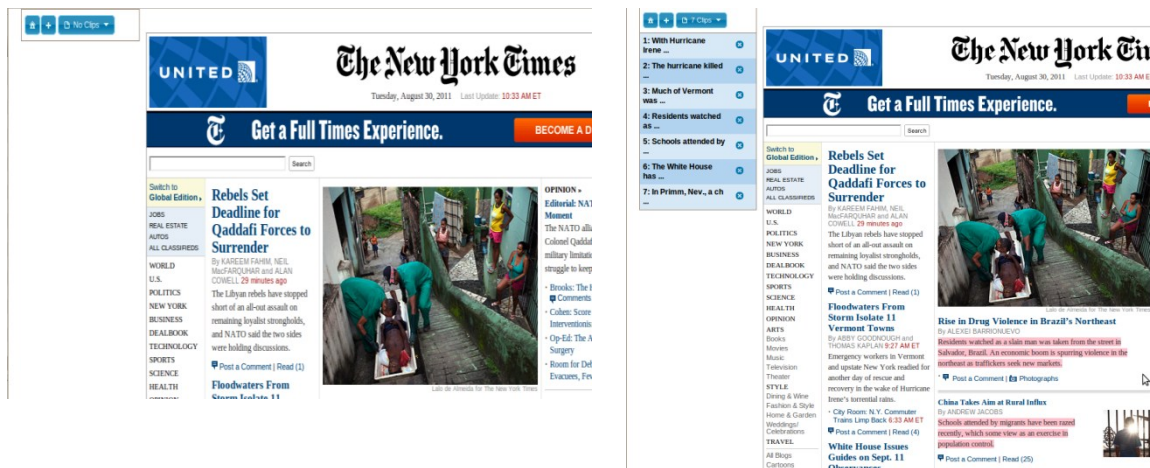 No Clips
UNITED
The New York Times
Tuesday, August 30, 2011 Last Update: 10:33 AM ET
Get a Full Times Experience.
BECOME A D
Search
Switch to
Global Edition
JOBS
REAL ESTATE
AUTOS
ALL CLASSIFIEDS
WORLD
U.S.
POLITICS
NEW YORK
BUSINESS
DEALBOOK
TECHNOLOGY
SPORTS
SCIENCE
HEALTH
OPINION
Rebels Set
Deadline for
Qaddafi Forces to
Surrender
By KAREEM FAHIM, NEIL
MacFARQUHAR and ALAN
COWELL 29 minutes ago
The Libyan rebels have stopped
short of an all-out assault on
remaining loyalist strongholds,
and NATO said the two sides
were holding discussions.
Post a Comment | Read (1)
Floodwaters From
Storm Isolate 11
Lalo de Almeida for The New York Times
OPINION »
Editorial: NAT
Moment
The NATO alli
Colonel Qaddaf
military limitatio
struggle to keep
· Brooks: The E
Comments
· Cohen: Score
Interventionis
· Op-Ed: The A
Surgery
· Room for Deb
Evacuees, Few
7 Clips
1: With Hurricane
Irene ...
2: The hurricane killed
...
3: Much of Vermont
was ...
4: Residents watched
as ...
5: Schools attended by
...
6: The White House
has ...
7: In Primm, Nev., a ch
...
UNITED
The New York Tim
Tuesday, August 30, 2011 Last Update: 10:33 AM ET
Get a Full Times Experience.
Search
Switch to
Global Edition
JOBS
REAL ESTATE
AUTOS
ALL CLASSIFIEDS
WORLD
U.S.
POLITICS
NEW YORK
BUSINESS
DEALBOOK
TECHNOLOGY
SPORTS
SCIENCE
HEALTH
OPINION
ARTS
Books
Movies
Music
Television
Theater
STYLE
Dining & Wine
Fashion & Style
Home & Garden
Weddings/
Celebrations
TRAVEL
All Blogs
Cartoons
Rebels Set
Deadline for
Qaddafi Forces to
Surrender
By KAREEM FAHIM, NEIL
MacFARQUHAR and ALAN
COWELL 29 minutes ago
The Libyan rebels have stopped
short of an all-out assault on
remaining loyalist strongholds,
and NATO said the two sides
were holding discussions.
Post a Comment | Read (1)
Floodwaters From
Storm Isolate 11
Vermont Towns
By ABBY GOODNOUGH and
THOMAS KAPLAN 9:27 AM ET
Emergency workers in Vermont
and upstate New York readied for
another day of rescue and
recovery in the wake of Hurricane
Irene's torrential rains.
· City Room: N.Y. Commuter
Trains Limp Back 6:33 AM ET
Post a Comment | Read (4)
White House Issues
Guides on Sept. 11
Observances
Lalo de Almeida for The New York Times
Rise in Drug Violence in Brazil's Northeast
By ALEXEI BARRIONUEVO
Residents watched as a slain man was taken from the street in
Salvador, Brazil. An economic boom is spurring violence in the
northeast as traffickers seek new markets.
Post a Comment | Photographs
China Takes Aim at Rural Influx
By ANDREW JACOBS
Schools attended by migrants have been razed
recently, which some view as an exercise in
population control.
Post a Comment | Read (25)